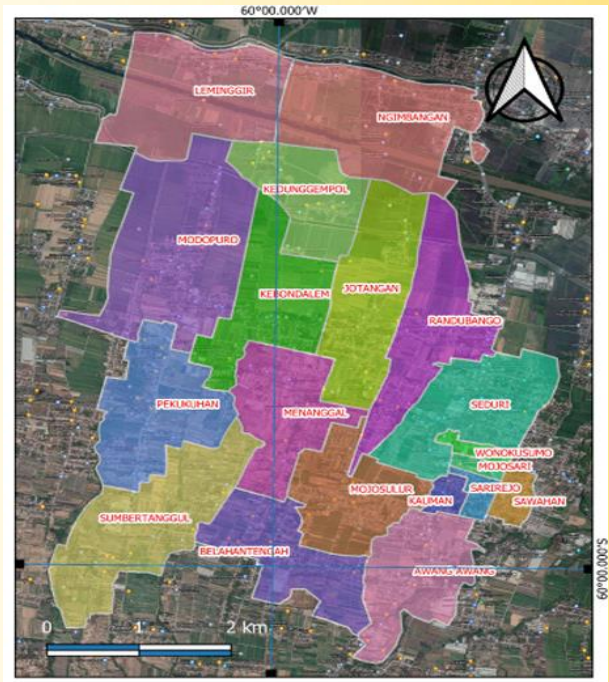 60°00.000'W
LEMINGGIR
NGIMBANGAN
KEDUNGGEMPOL
MODOPURO
KEBONDALEM
JOTANGAN
RANDUBANGO
PEKUKUHAN
MENANGGAL
SEDURI
WONOKUSUMO
MOJOSARI
MOJOSULUR
KAUMAN
SARIREJO
SAWAHAN
SUMBERTANGGUL
BELAHANTENGAH
AWANG AWANG
60°00.000'S
0 1 2 km